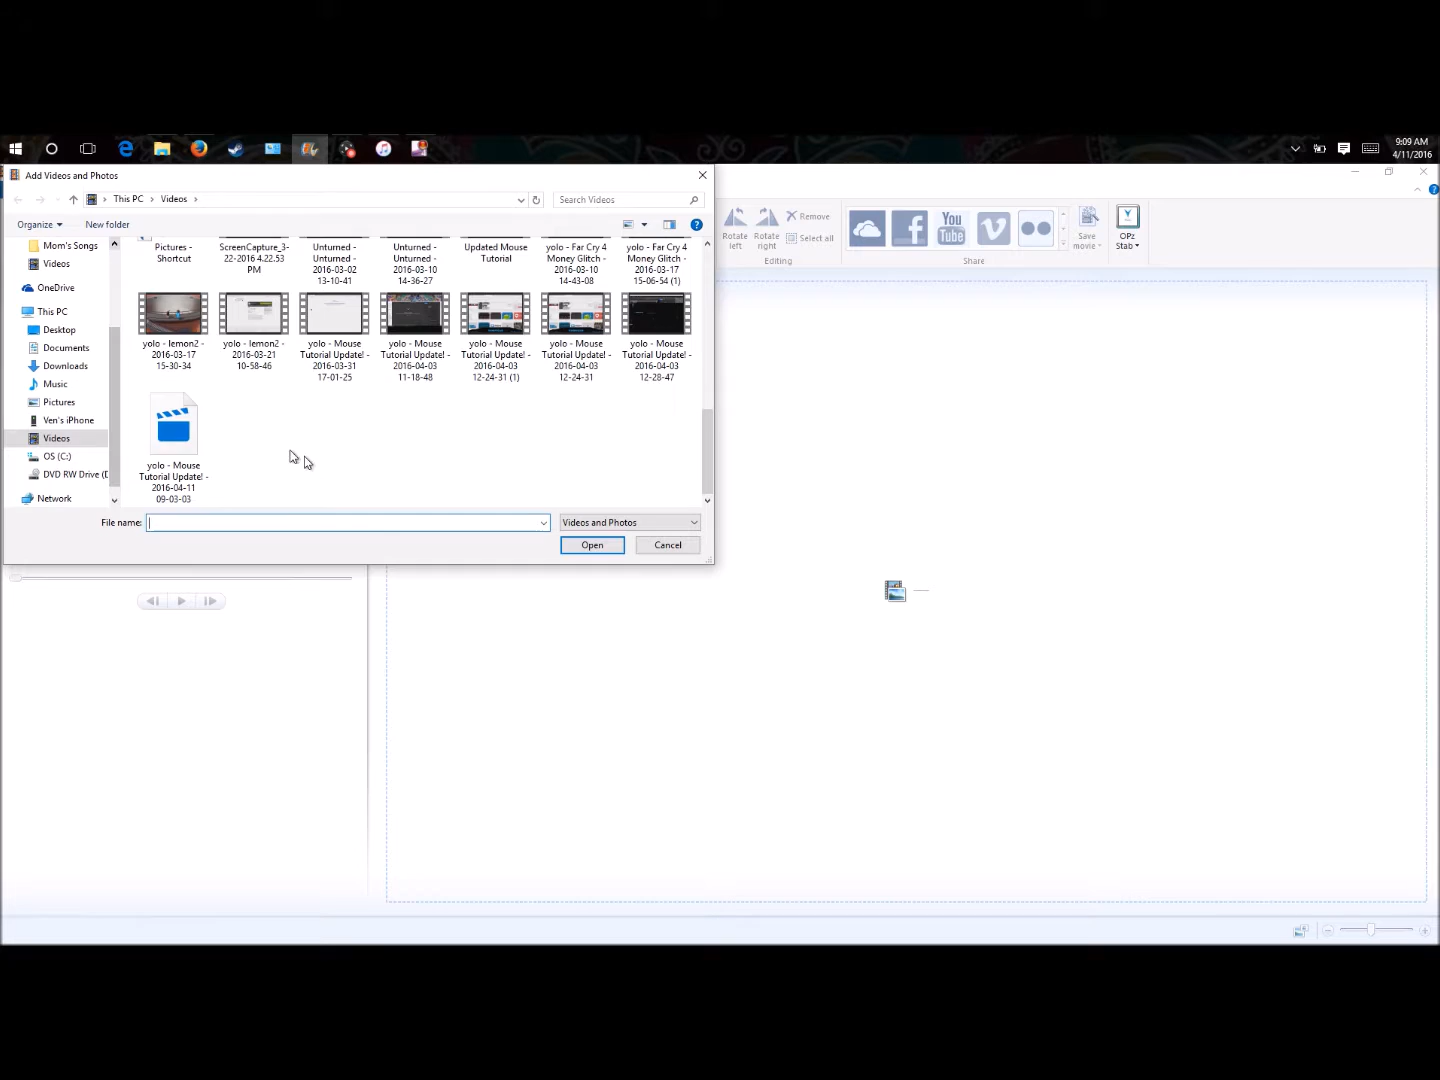 9:09 AM
4/11/2016
Add Videos and Photos
This PC
Videos
Search Videos
Organize
New folder
Mom's Songs
Videos
OneDrive
This PC
Desktop
Documents
Downloads
Music
Pictures
Ven's iPhone
Videos
OS (C:)
DVD RW Drive (D
Network
Pictures -
Shortcut
ScreenCapture_3-
22-2016 4.22.53
PM
Unturned -
Unturned -
2016-03-02
13-10-41
Unturned -
Unturned -
2016-03-10
14-36-27
Updated Mouse
Tutorial
yolo - Far Cry 4
Money Glitch -
2016-03-10
14-43-08
yolo - Far Cry 4
Money Glitch -
2016-03-17
15-06-54 (1)
yolo - lemon2 -
2016-03-17
15-30-34
yolo - lemon2 -
2016-03-21
10-58-46
yolo - Mouse
Tutorial Update! -
2016-03-31
17-01-25
yolo - Mouse
Tutorial Update! -
2016-04-03
11-18-48
yolo - Mouse
Tutorial Update! -
2016-04-03
12-24-31 (1)
yolo - Mouse
Tutorial Update! -
2016-04-03
12-24-31
yolo - Mouse
Tutorial Update! -
2016-04-03
12-28-47
yolo - Mouse
Tutorial Update! -
2016-04-11
09-03-03
File name:
Videos and Photos
Open
Cancel
Rotate
left
Rotate
right
Remove
Select all
Editing
You
Tube
Share
Save
movie
OPz
Stab